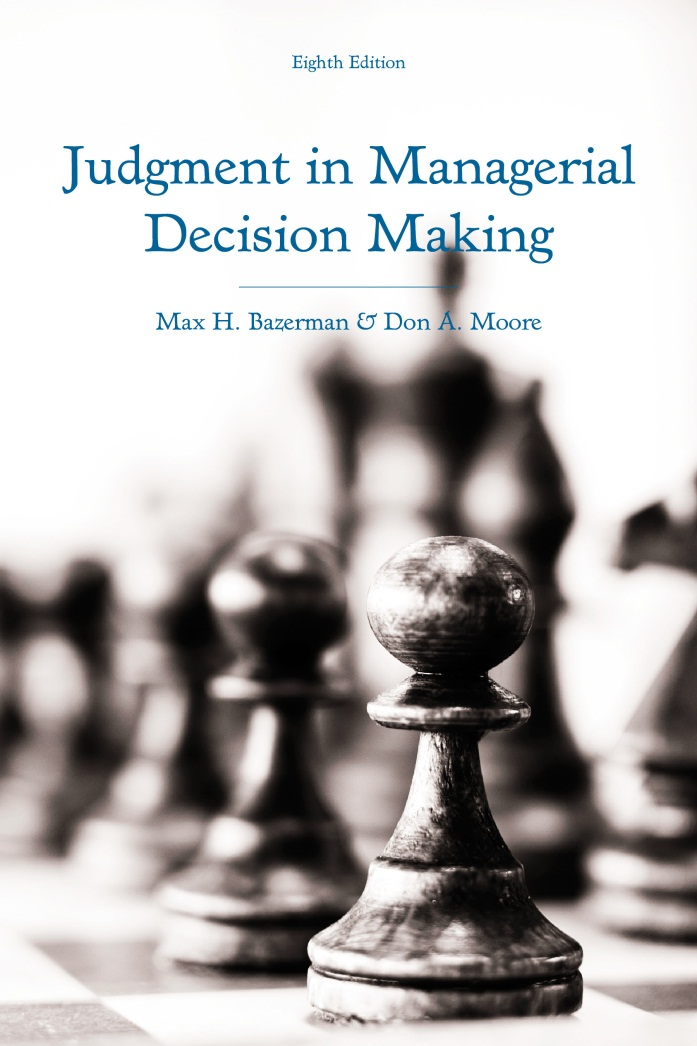 Eighth Edition
Judgment in Managerial
Decision Making
Max H. Bazerman & Don A. Moore